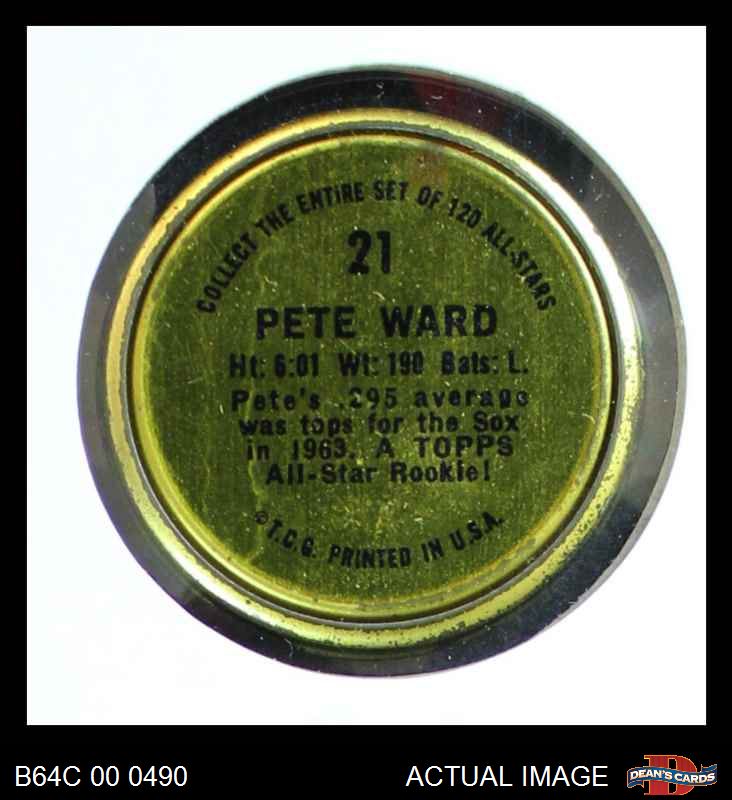 COLLECT THE ENTIRE SET OF 120 ALL-STARS
21
PETE WARD
Ht: 6:01 Wt: 190 Bats: L.
Pete's .295 average
was tops for the Sox
in 1963. A TOPPS
All-Star Rookie!
© T.C.G. PRINTED IN U.S.A.
B64C 00 0490
ACTUAL IMAGE
D
DEAN'S CARDS